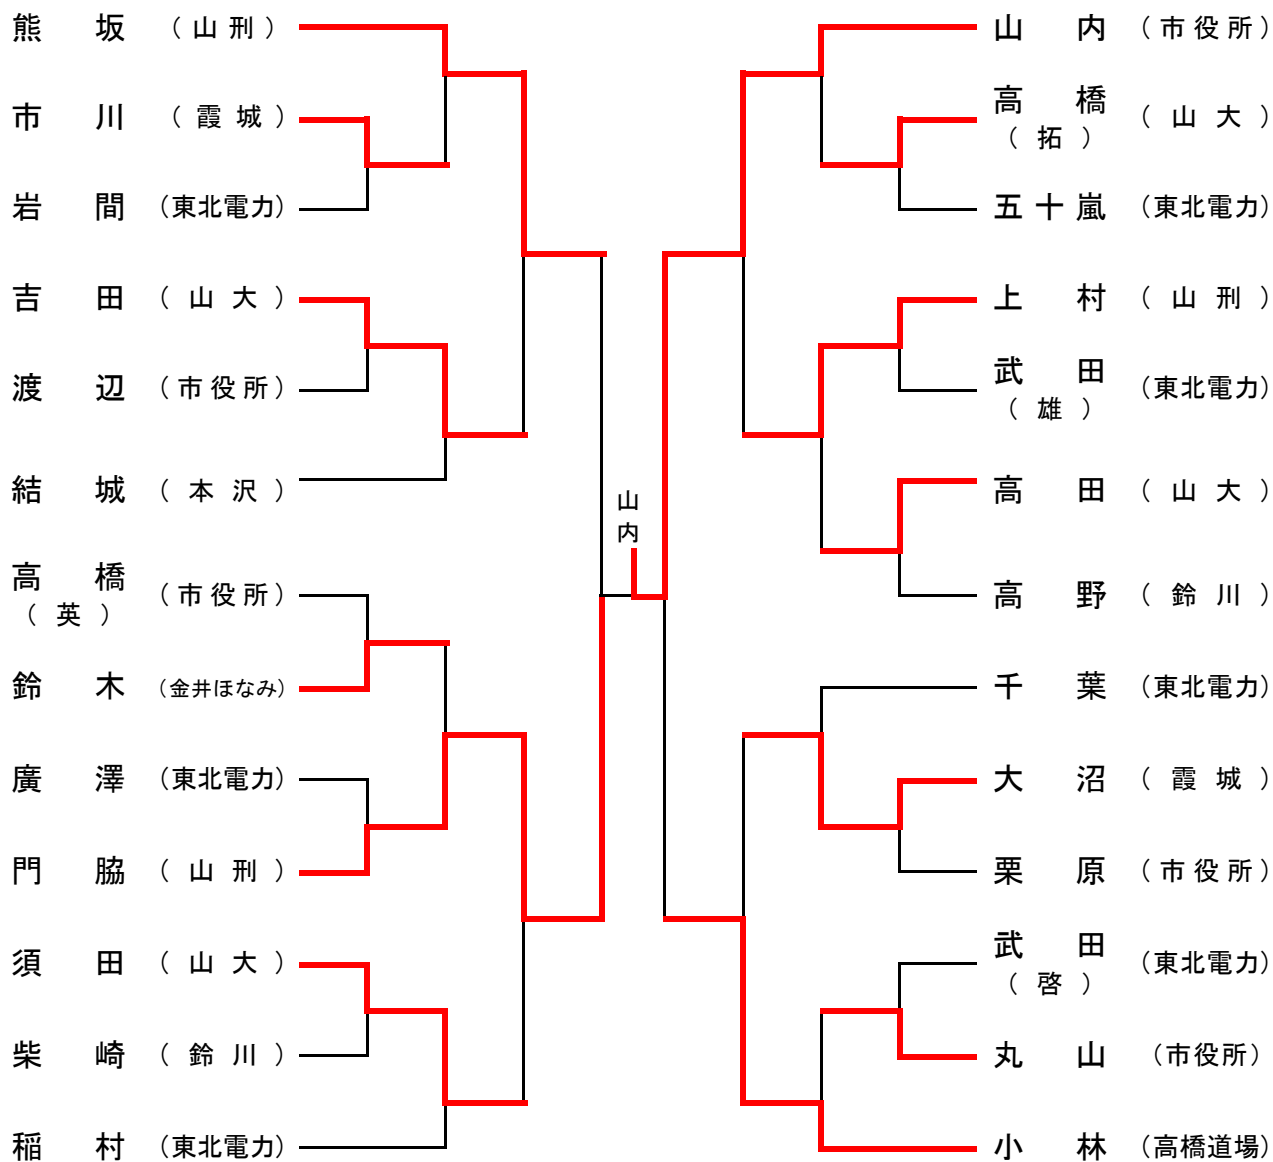 熊坂 （山刑）
市川 （霞城）
岩間 （東北電力）
吉田 （山大）
渡辺 （市役所）
結城 （本沢）
高橋
（英） （市役所）
鈴木 （金井ほなみ）
廣澤 （東北電力）
門脇 （山刑）
須田 （山大）
柴崎 （鈴川）
稲村 （東北電力）
山内
山内 （市役所）
高橋
（拓） （山大）
五十嵐 （東北電力）
上村 （山刑）
武田
（雄） （東北電力）
高田 （山大）
高野 （鈴川）
千葉 （東北電力）
大沼 （霞城）
栗原 （市役所）
武田
（啓） （東北電力）
丸山 （市役所）
小林 （高橋道場）